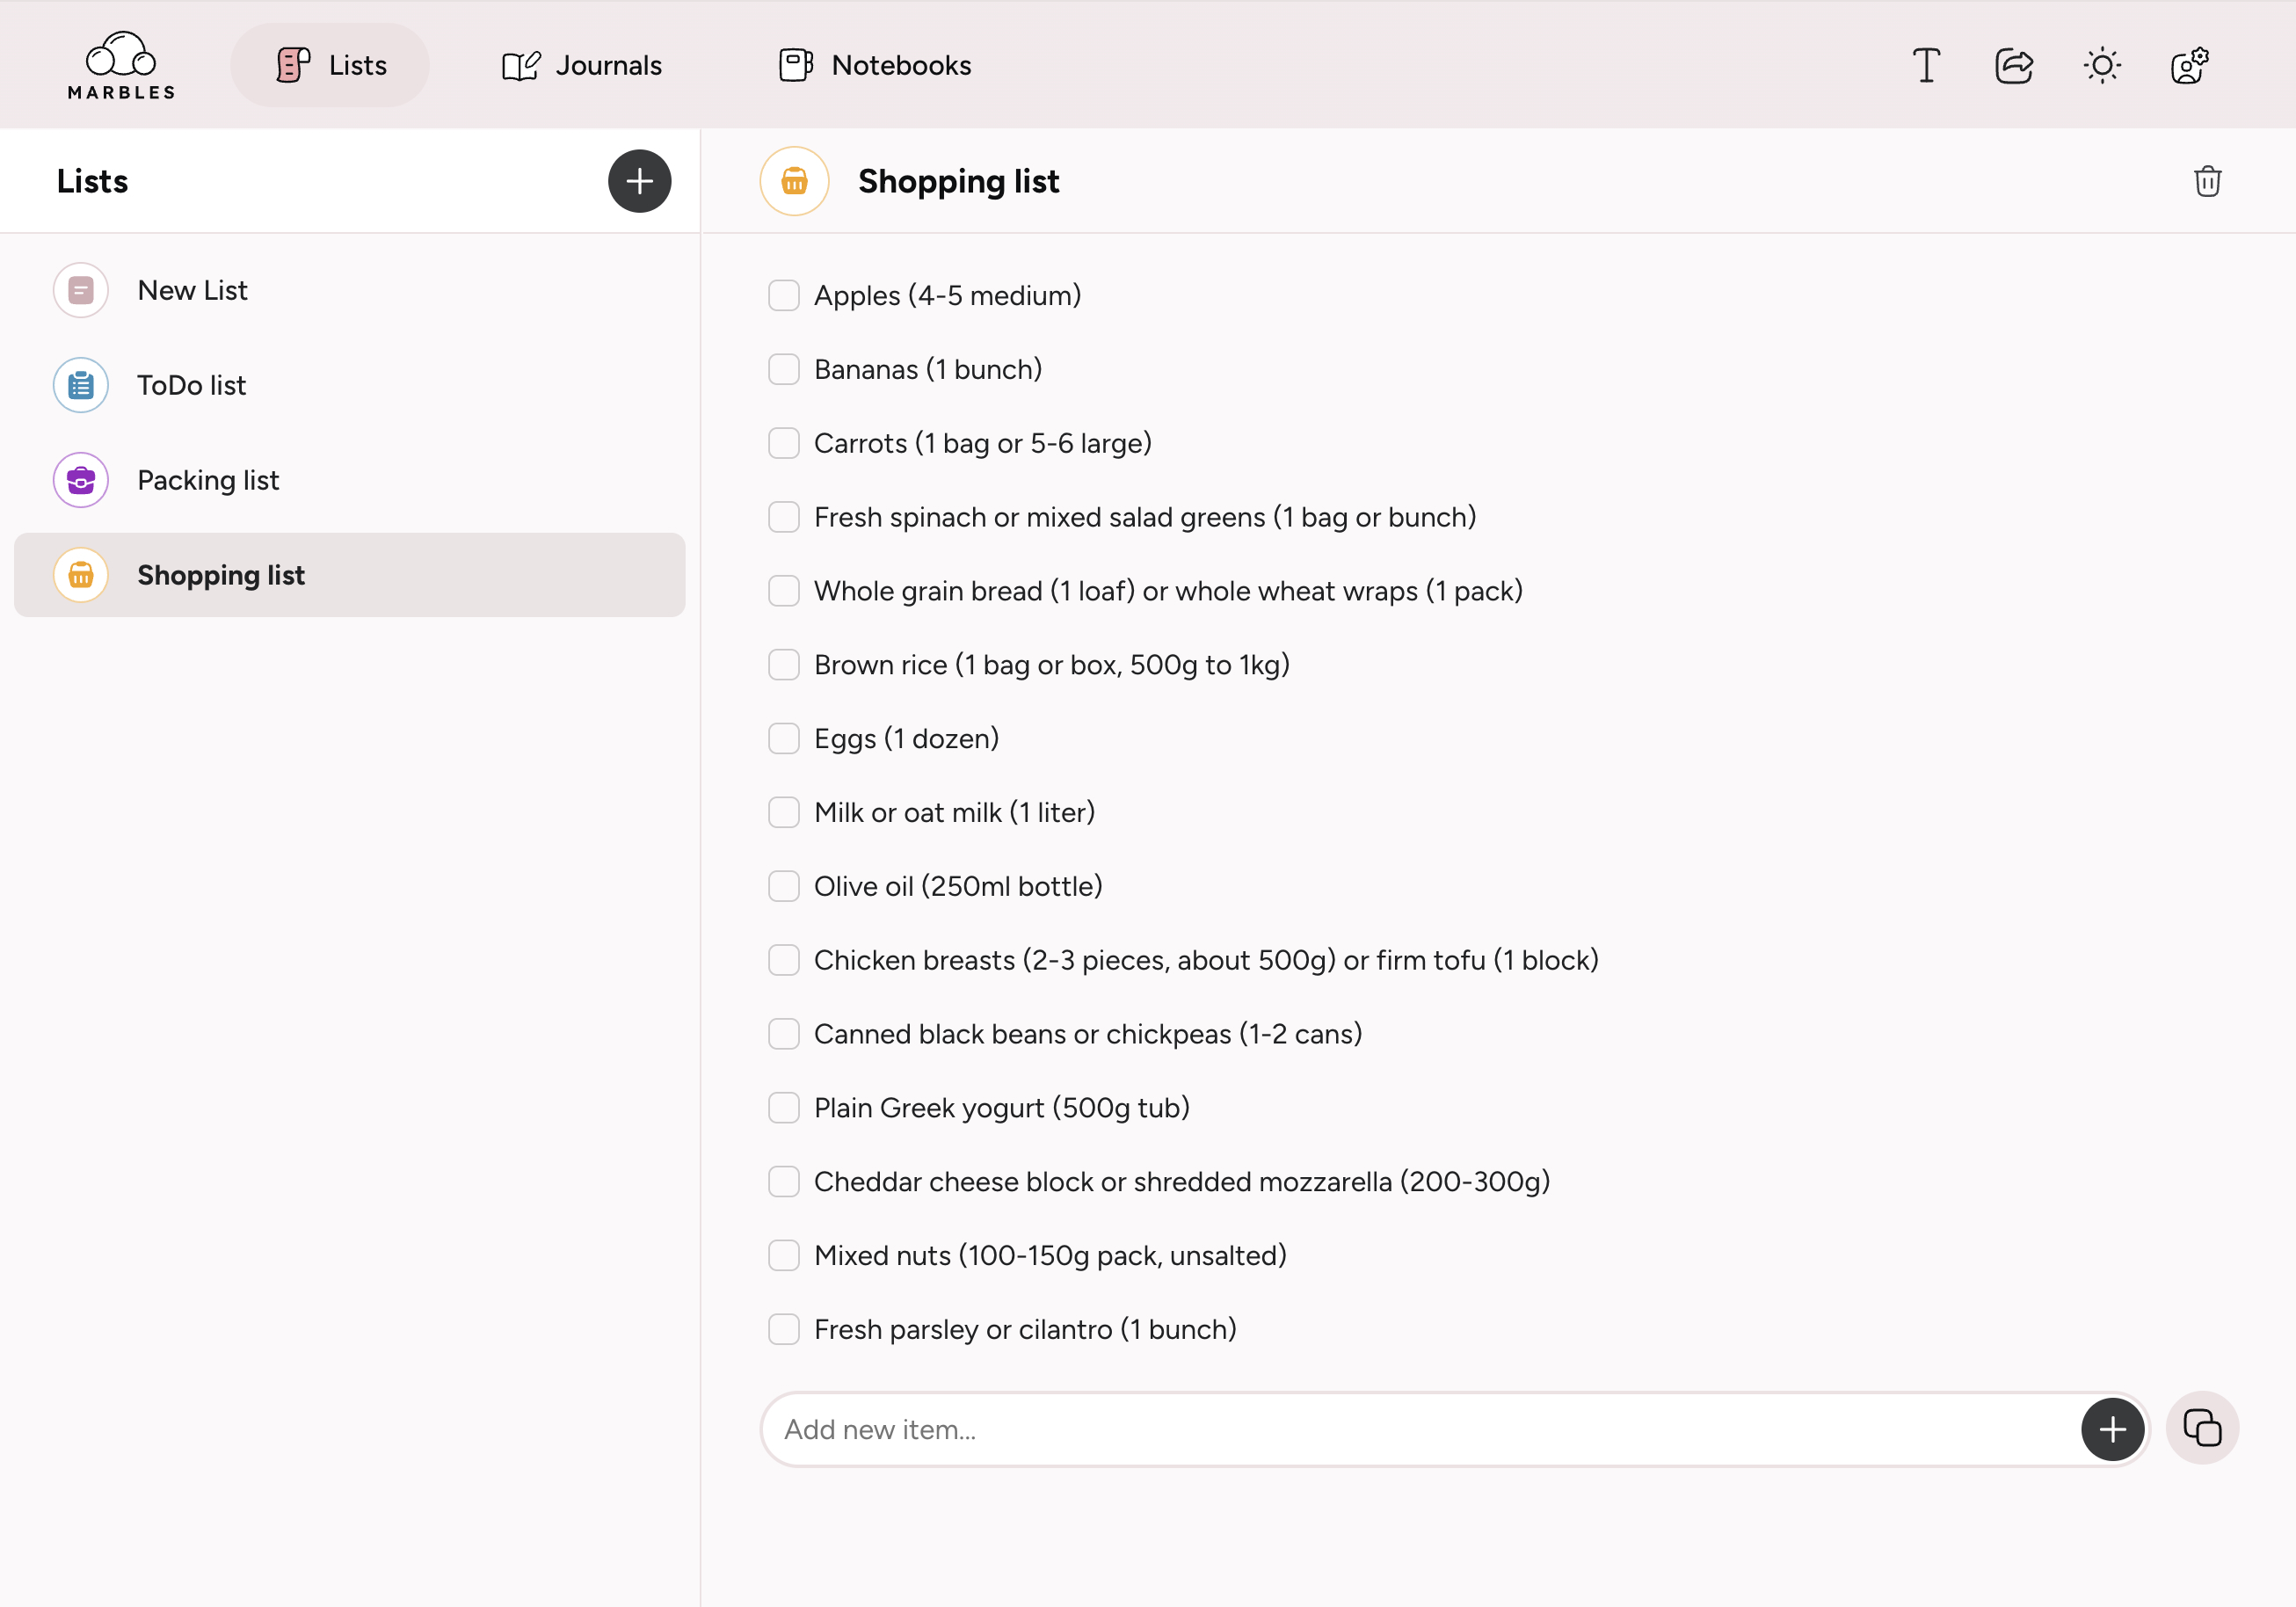 MARBLES
Lists
Journals
Notebooks
Lists
New List
ToDo list
Packing list
Shopping list
Shopping list
Apples (4-5 medium)
Bananas (1 bunch)
Carrots (1 bag or 5-6 large)
Fresh spinach or mixed salad greens (1 bag or bunch)
Whole grain bread (1 loaf) or whole wheat wraps (1 pack)
Brown rice (1 bag or box, 500g to 1kg)
Eggs (1 dozen)
Milk or oat milk (1 liter)
Olive oil (250ml bottle)
Chicken breasts (2-3 pieces, about 500g) or firm tofu (1 block)
Canned black beans or chickpeas (1-2 cans)
Plain Greek yogurt (500g tub)
Cheddar cheese block or shredded mozzarella (200-300g)
Mixed nuts (100-150g pack, unsalted)
Fresh parsley or cilantro (1 bunch)
Add new item...